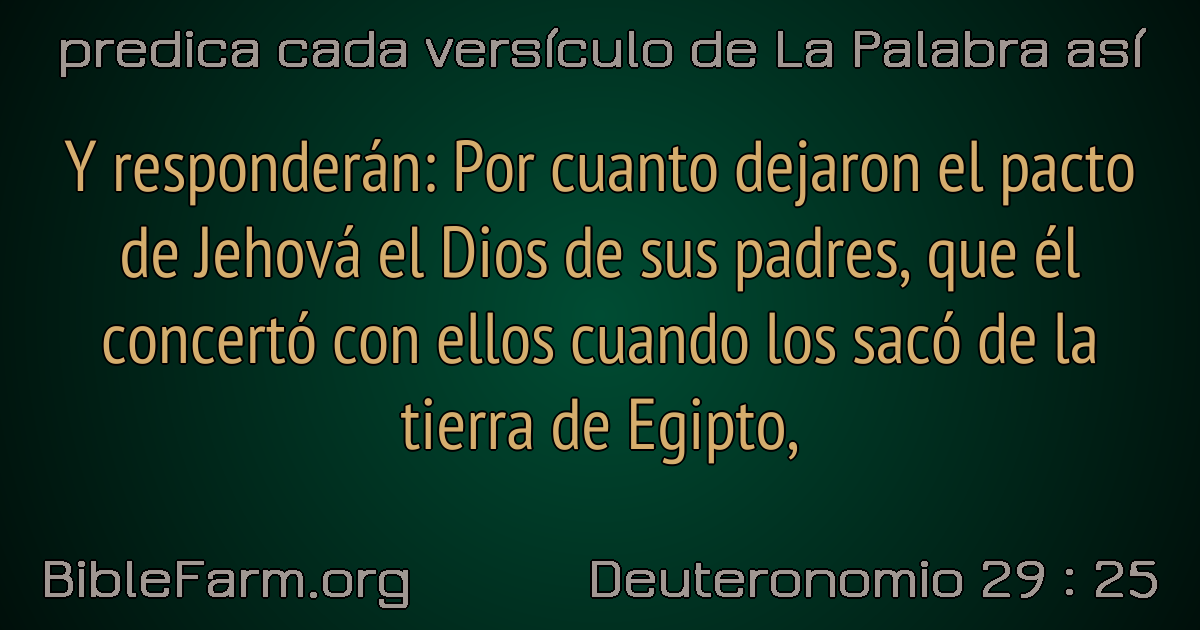 predica cada versículo de La Palabra así
Y responderán: Por cuanto dejaron el pacto
de Jehová el Dios de sus padres, que él
concertó con ellos cuando los sacó de la
tierra de Egipto,
BibleFarm.org
Deuteronomio 29 : 25